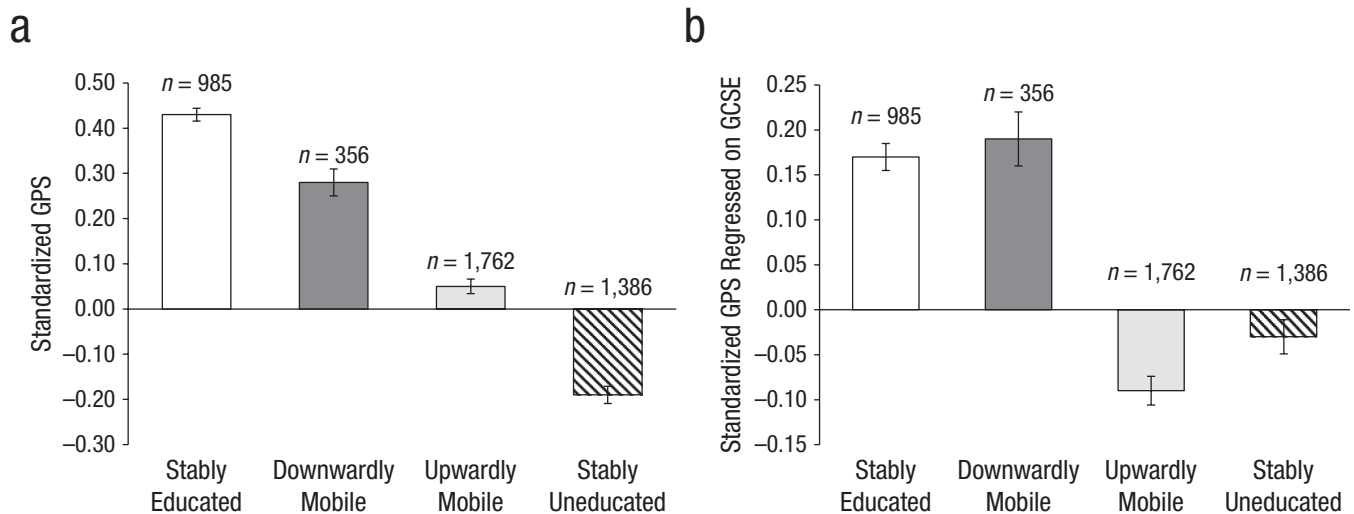 a
Standardized GPS
0.50
0.40
0.30
0.20
0.10
0.00
–0.10
–0.20
–0.30
n = 985
n = 356
n = 1,762
n = 1,386
Stably
Educated
Downwardly
Mobile
Upwardly
Mobile
Stably
Uneducated
b
Standardized GPS Regressed on GCSE
0.25
0.20
0.15
0.10
0.05
0.00
–0.05
–0.10
–0.15
n = 985
n = 356
n = 1,762
n = 1,386
Stably
Educated
Downwardly
Mobile
Upwardly
Mobile
Stably
Uneducated